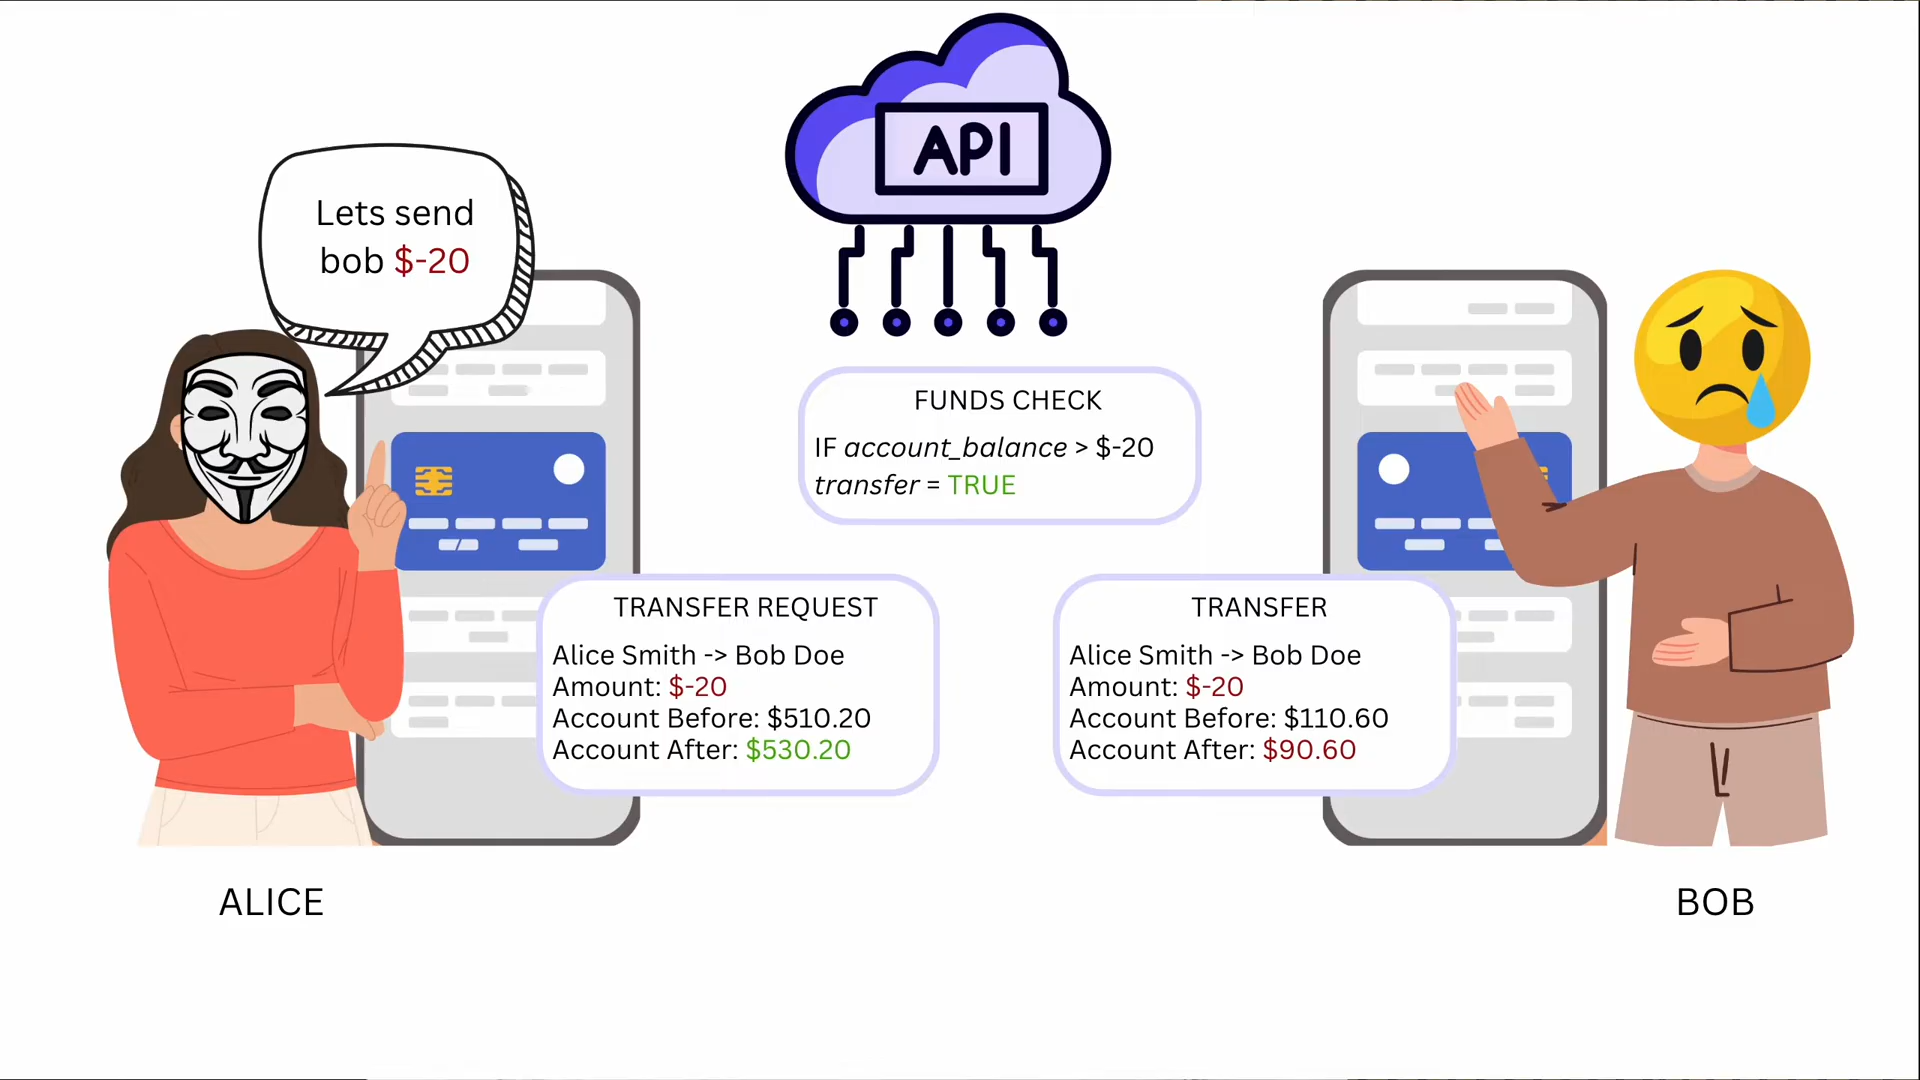 API
Lets send
bob $-20
FUNDS CHECK
IF account_balance > $-20
transfer = TRUE
TRANSFER REQUEST
Alice Smith -> Bob Doe
Amount: $-20
Account Before: $510.20
Account After: $530.20
TRANSFER
Alice Smith -> Bob Doe
Amount: $-20
Account Before: $110.60
Account After: $90.60
ALICE
BOB